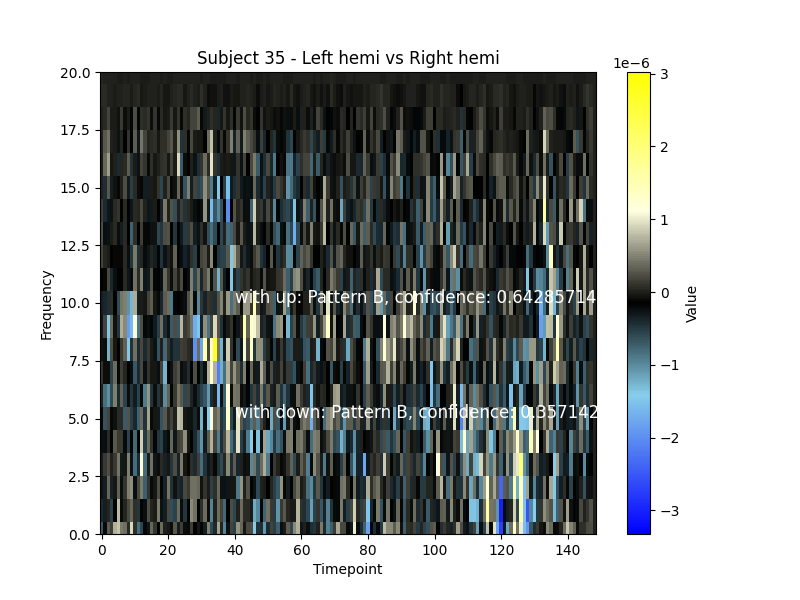 Subject 35 - Left hemi vs Right hemi
1e−6
20.0
17.5
15.0
12.5
10.0
7.5
5.0
2.5
0.0
Frequency
with up: Pattern B, confidence: 0.64285714
with down: Pattern B, confidence: 0.357142
0 20 40 60 80 100 120 140
Timepoint
3
2
1
0
−1
−2
−3
Value